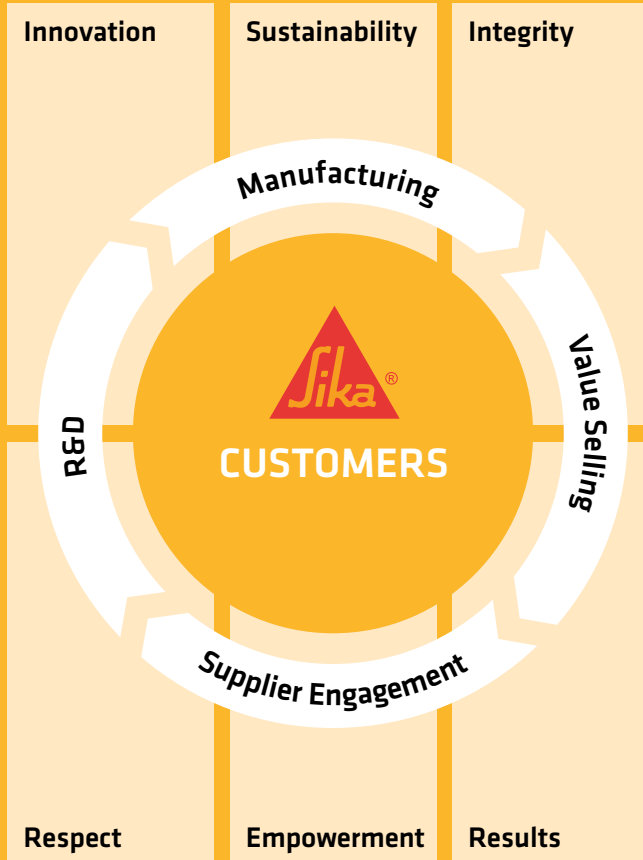 Innovation
Sustainability
Integrity
Manufacturing
Value Selling
R&D
Sika®
CUSTOMERS
Supplier Engagement
Respect
Empowerment
Results